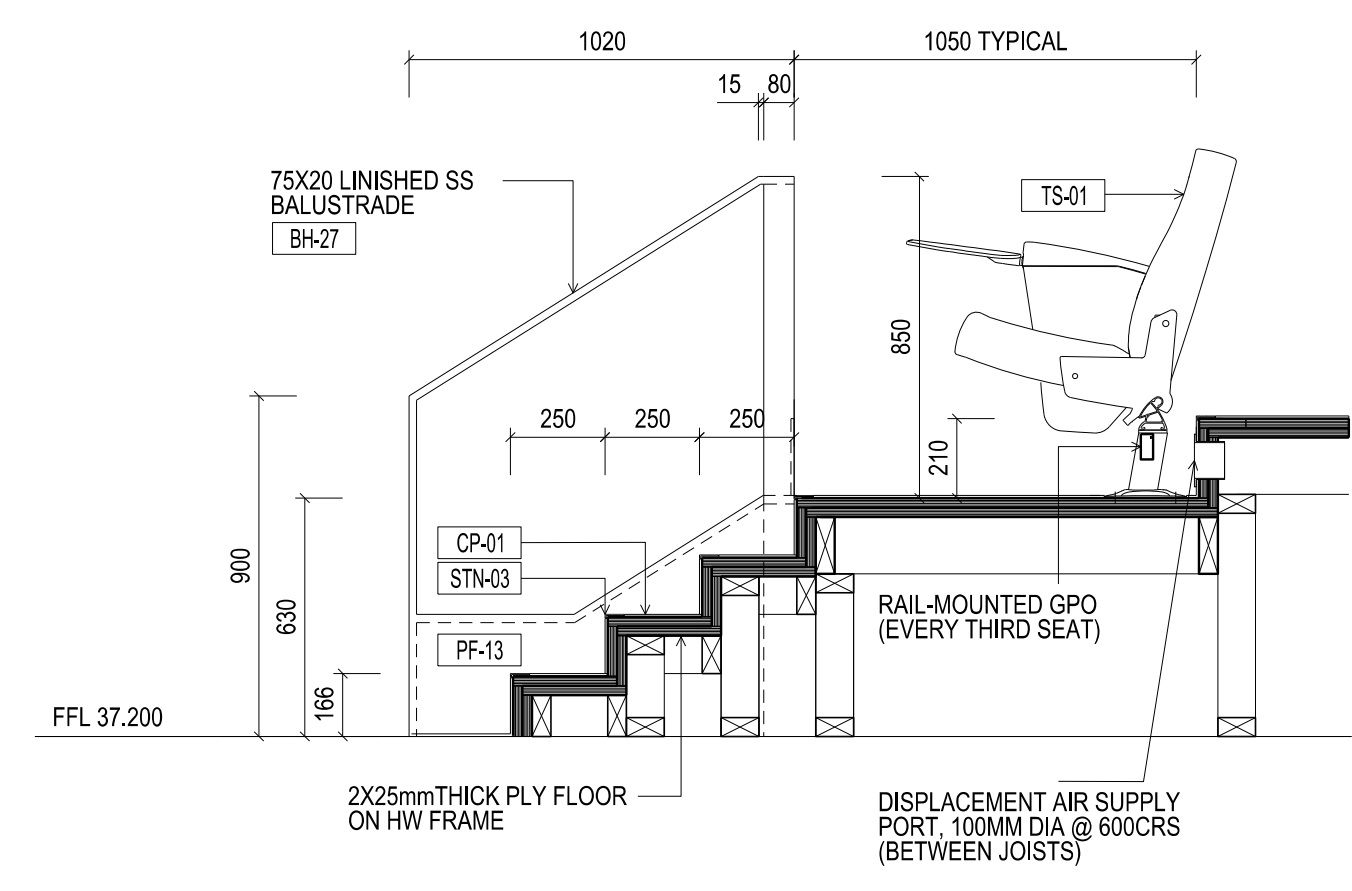 1020
1050 TYPICAL
15
80
75X20 LINISHED SS
BALUSTRADE
BH-27
TS-01
850
250
250
250
210
900
630
166
CP-01
STN-03
PF-13
RAIL-MOUNTED GPO
(EVERY THIRD SEAT)
FFL 37.200
2X25mmTHICK PLY FLOOR
ON HW FRAME
DISPLACEMENT AIR SUPPLY
PORT, 100MM DIA @ 600CRS
(BETWEEN JOISTS)